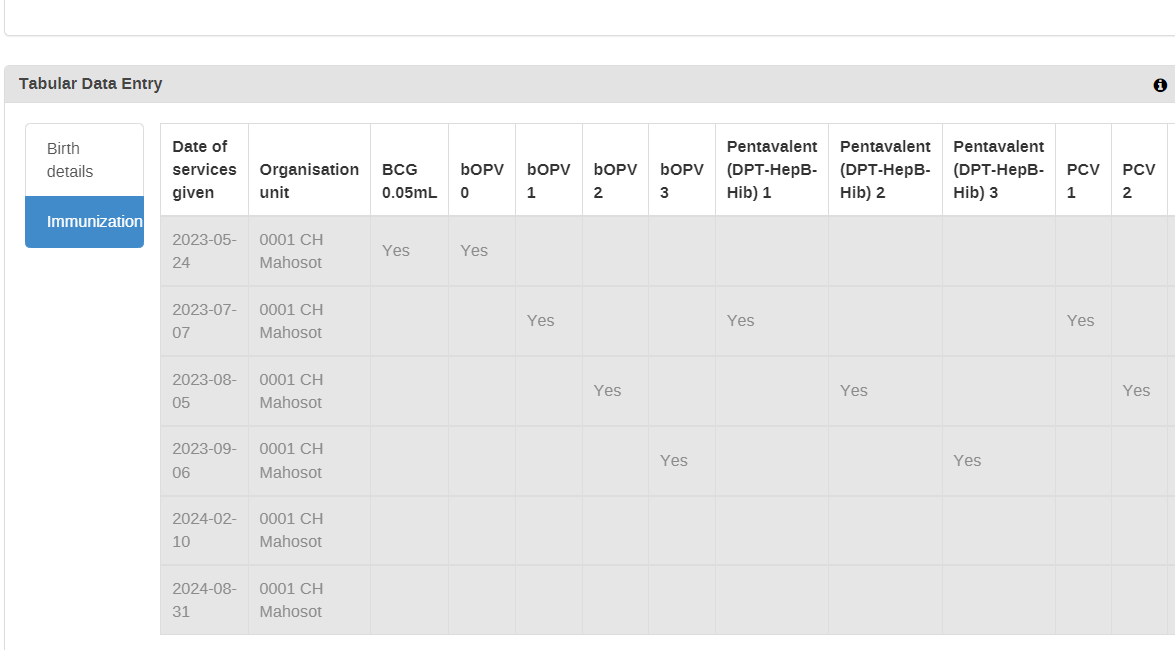 Tabular Data Entry
Birth
details
Immunization
Date of
services
given
Organisation
unit
BCG
0.05mL
bOPV
0
bOPV
1
bOPV
2
bOPV
3
Pentavalent
(DPT-HepB-
Hib) 1
Pentavalent
(DPT-HepB-
Hib) 2
Pentavalent
(DPT-HepB-
Hib) 3
PCV
1
PCV
2
2023-05-
24
0001 CH
Mahosot
Yes
Yes
2023-07-
07
0001 CH
Mahosot
Yes
Yes
Yes
2023-08-
05
0001 CH
Mahosot
Yes
Yes
Yes
2023-09-
06
0001 CH
Mahosot
Yes
Yes
2024-02-
10
0001 CH
Mahosot
2024-08-
31
0001 CH
Mahosot